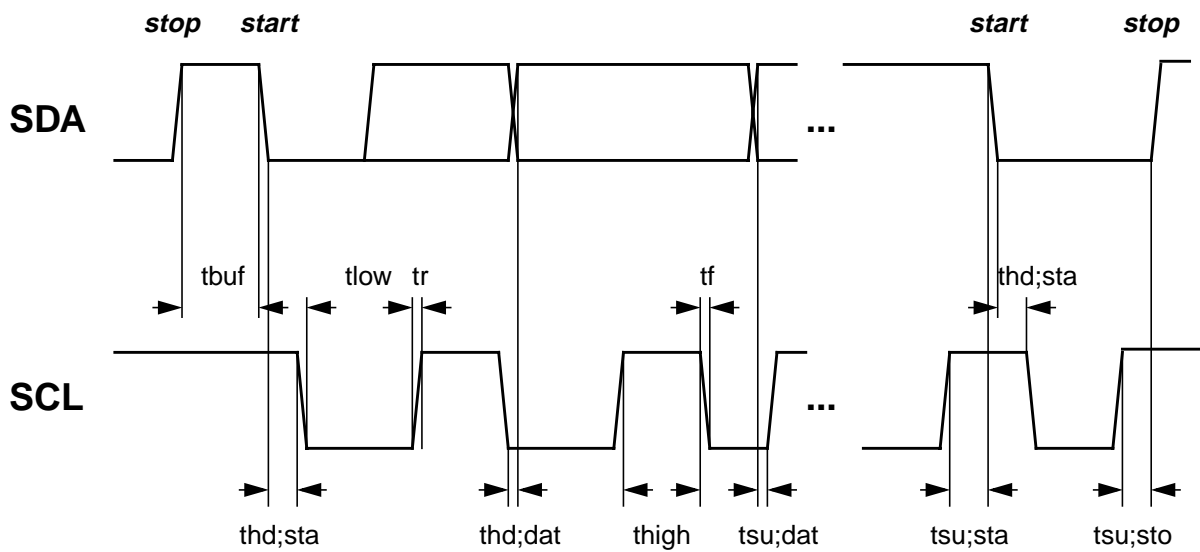 stop start start stop
SDA
...
tbuf tlow tr tf thd;sta
SCL
...
thd;sta thd;dat thigh tsu;dat tsu;sta tsu;sto